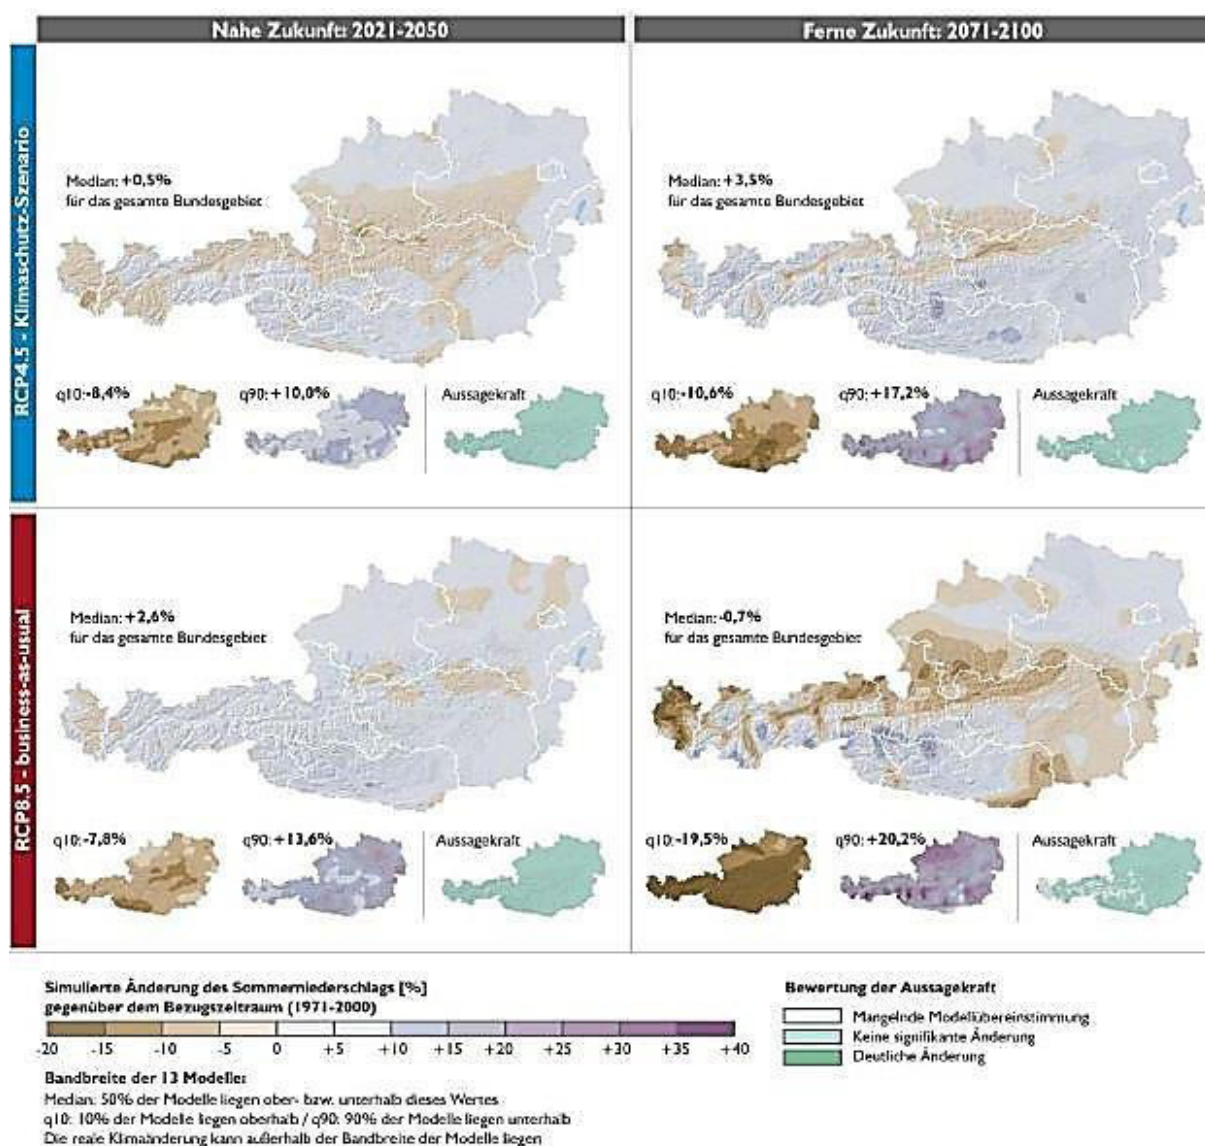 Nahe Zukunft: 2021-2050
Ferne Zukunft: 2071-2100
RCP4.5 - Klimaschutz-Szenario
Median: +0,5%
für das gesamte Bundesgebiet
q10:-8,4%
q90:+10,0%
Aussagekraft
Median: +3,5%
für das gesamte Bundesgebiet
q10:-10,6%
q90:+17,2%
Aussagekraft
RCP8.5 - business-as-usual
Median: +2,6%
für das gesamte Bundesgebiet
q10:-7,8%
q90:+13,6%
Aussagekraft
Median: -0,7%
für das gesamte Bundesgebiet
q10:-19,5%
q90:+20,2%
Aussagekraft
Simulierte Änderung des Sommerniederschlags [%]
gegenüber dem Bezugszeitraum (1971-2000)
-20 -15 -10 -5 0 +5 +10 +15 +20 +25 +30 +35 +40
Bandbreite der 13 Modelle:
Median: 50% der Modelle liegen ober- bzw. unterhalb dieses Wertes
q10: 10% der Modelle liegen oberhalb / q90: 90% der Modelle liegen unterhalb
Die reale Klimaänderung kann außerhalb der Bandbreite der Modelle liegen
Bewertung der Aussagekraft
Mangelnde Modellübereinstimmung
Keine signifikante Änderung
Deutliche Änderung